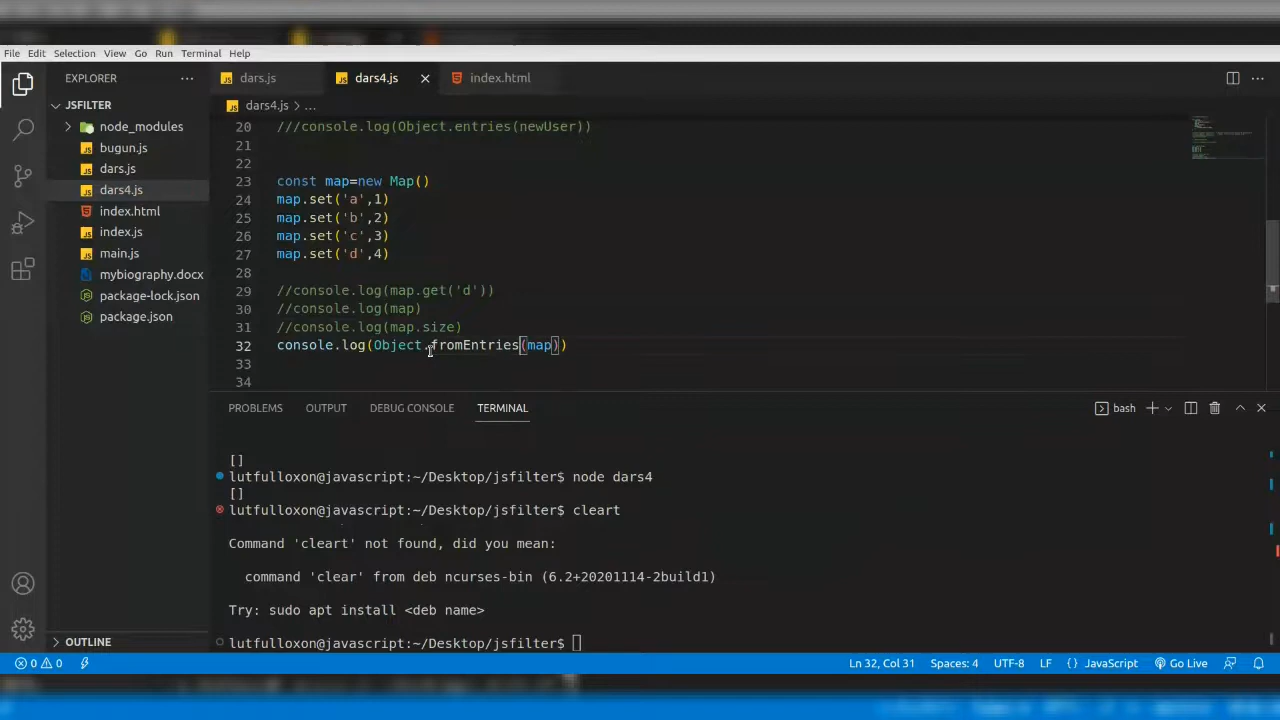 File Edit Selection View Go Run Terminal Help
EXPLORER ···
dars.js
dars4.js
index.html
JSFILTER
node_modules
bugun.js
dars.js
dars4.js
index.html
index.js
main.js
mybiography.docx
package-lock.json
package.json
OUTLINE
dars4.js > ...
20 ///console.log(Object.entries(newUser))
21
22
23 const map=new Map()
24 map.set('a',1)
25 map.set('b',2)
26 map.set('c',3)
27 map.set('d',4)
28
29 //console.log(map.get('d'))
30 //console.log(map)
31 //console.log(map.size)
32 console.log(Object.fromEntries(map))
33
34
PROBLEMS OUTPUT DEBUG CONSOLE TERMINAL
bash
[]
lutfulloxon@javascript:~/Desktop/jsfilter$ node dars4
[]
lutfulloxon@javascript:~/Desktop/jsfilter$ cleart
Command 'cleart' not found, did you mean:
command 'clear' from deb ncurses-bin (6.2+20201114-2build1)
Try: sudo apt install <deb name>
lutfulloxon@javascript:~/Desktop/jsfilter$
0 0
Ln 32, Col 31 Spaces: 4 UTF-8 LF {} JavaScript Go Live